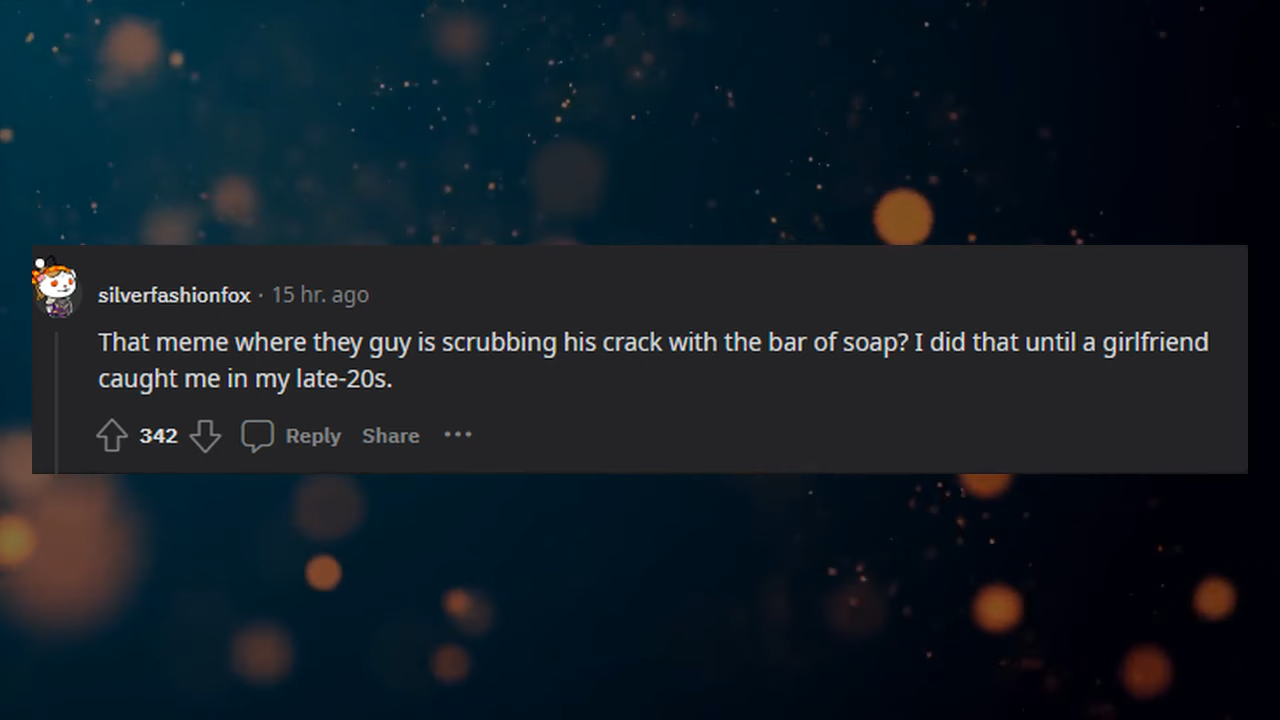 silverfashionfox · 15 hr. ago
That meme where they guy is scrubbing his crack with the bar of soap? I did that until a girlfriend
caught me in my late-20s.
342 Reply Share ···